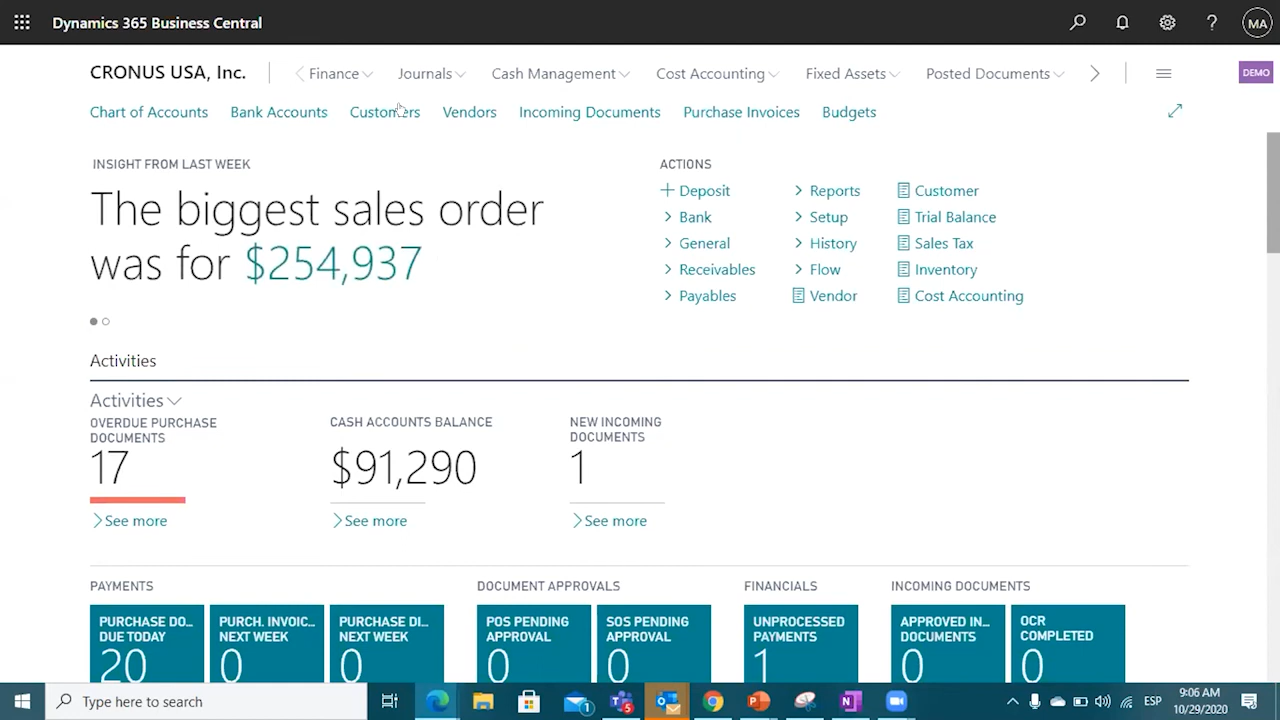 Dynamics 365 Business Central
MA
CRONUS USA, Inc.
Finance
Journals
Cash Management
Cost Accounting
Fixed Assets
Posted Documents
DEMO
Chart of Accounts
Bank Accounts
Customers
Vendors
Incoming Documents
Purchase Invoices
Budgets
INSIGHT FROM LAST WEEK
The biggest sales order
was for $254,937
ACTIONS
Deposit
Bank
General
Receivables
Payables
Reports
Setup
History
Flow
Vendor
Customer
Trial Balance
Sales Tax
Inventory
Cost Accounting
Activities
Activities
OVERDUE PURCHASE
DOCUMENTS
17
See more
CASH ACCOUNTS BALANCE
$91,290
See more
NEW INCOMING
DOCUMENTS
1
See more
PAYMENTS
PURCHASE DO...
DUE TODAY
20
PURCH. INVOIC...
NEXT WEEK
0
PURCHASE DI...
NEXT WEEK
0
DOCUMENT APPROVALS
POS PENDING
APPROVAL
0
SOS PENDING
APPROVAL
0
FINANCIALS
UNPROCESSED
PAYMENTS
1
INCOMING DOCUMENTS
APPROVED IN...
DOCUMENTS
0
OCR
COMPLETED
0
Type here to search
ESP
9:06 AM
10/29/2020